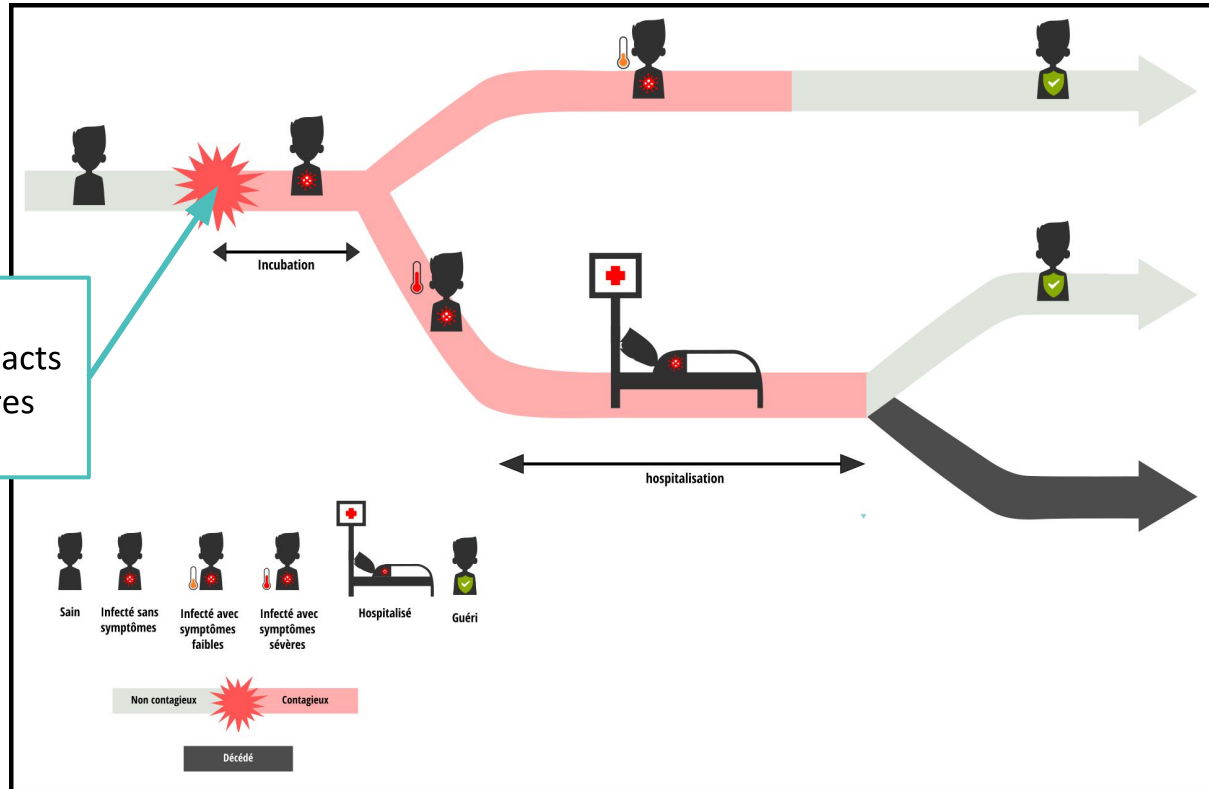 Incubation
acts
res
hospitalisation
Sain
Infecté sans
symptômes
Infecté avec
symptômes
faibles
Infecté avec
symptômes
sévères
Hospitalisé
Guéri
Non contagieux
Contagieux
Décédé